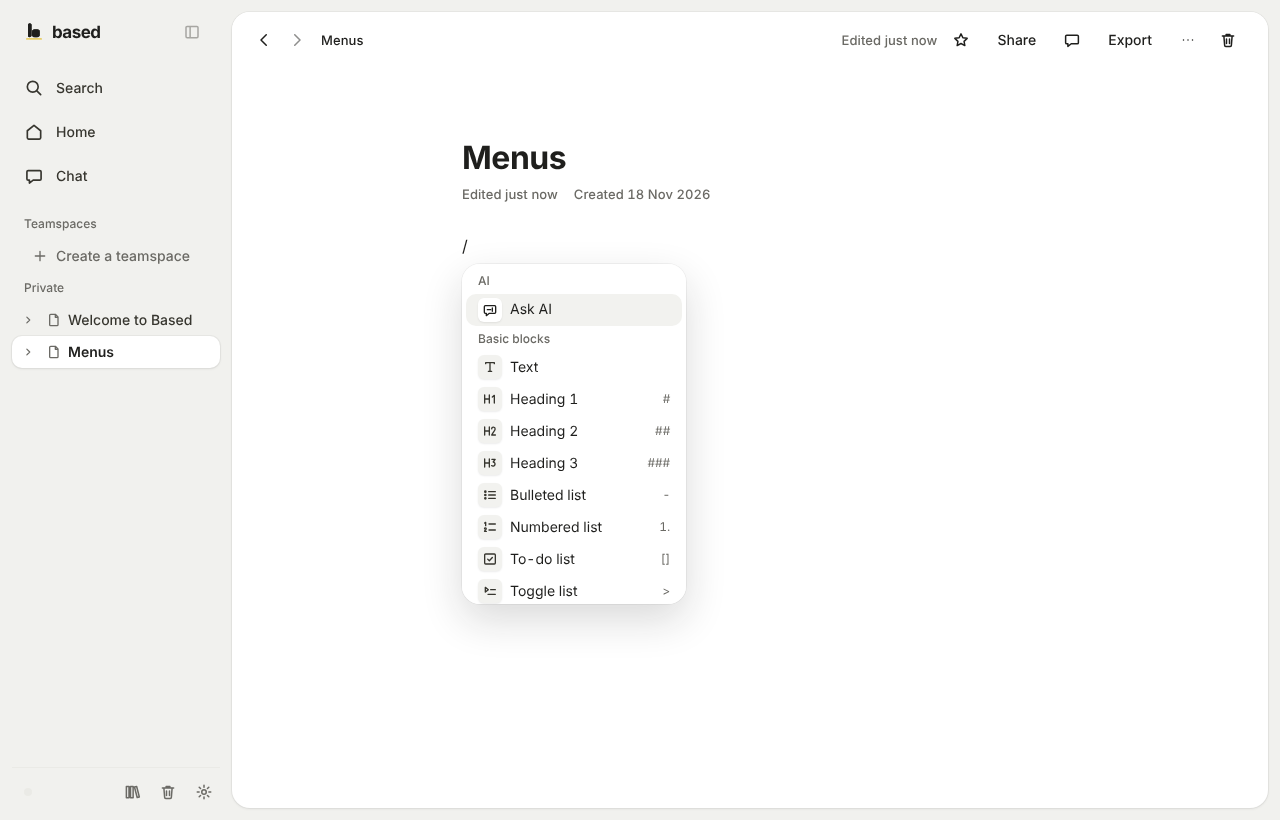 based
Search
Home
Chat
Teamspaces
Create a teamspace
Private
Welcome to Based
Menus
Menus
Edited just now
Share
Export
Menus
Edited just now Created 18 Nov 2026
/
AI
Ask AI
Basic blocks
Text
Heading 1 #
Heading 2 ##
Heading 3 ###
Bulleted list -
Numbered list 1.
To-do list []
Toggle list >